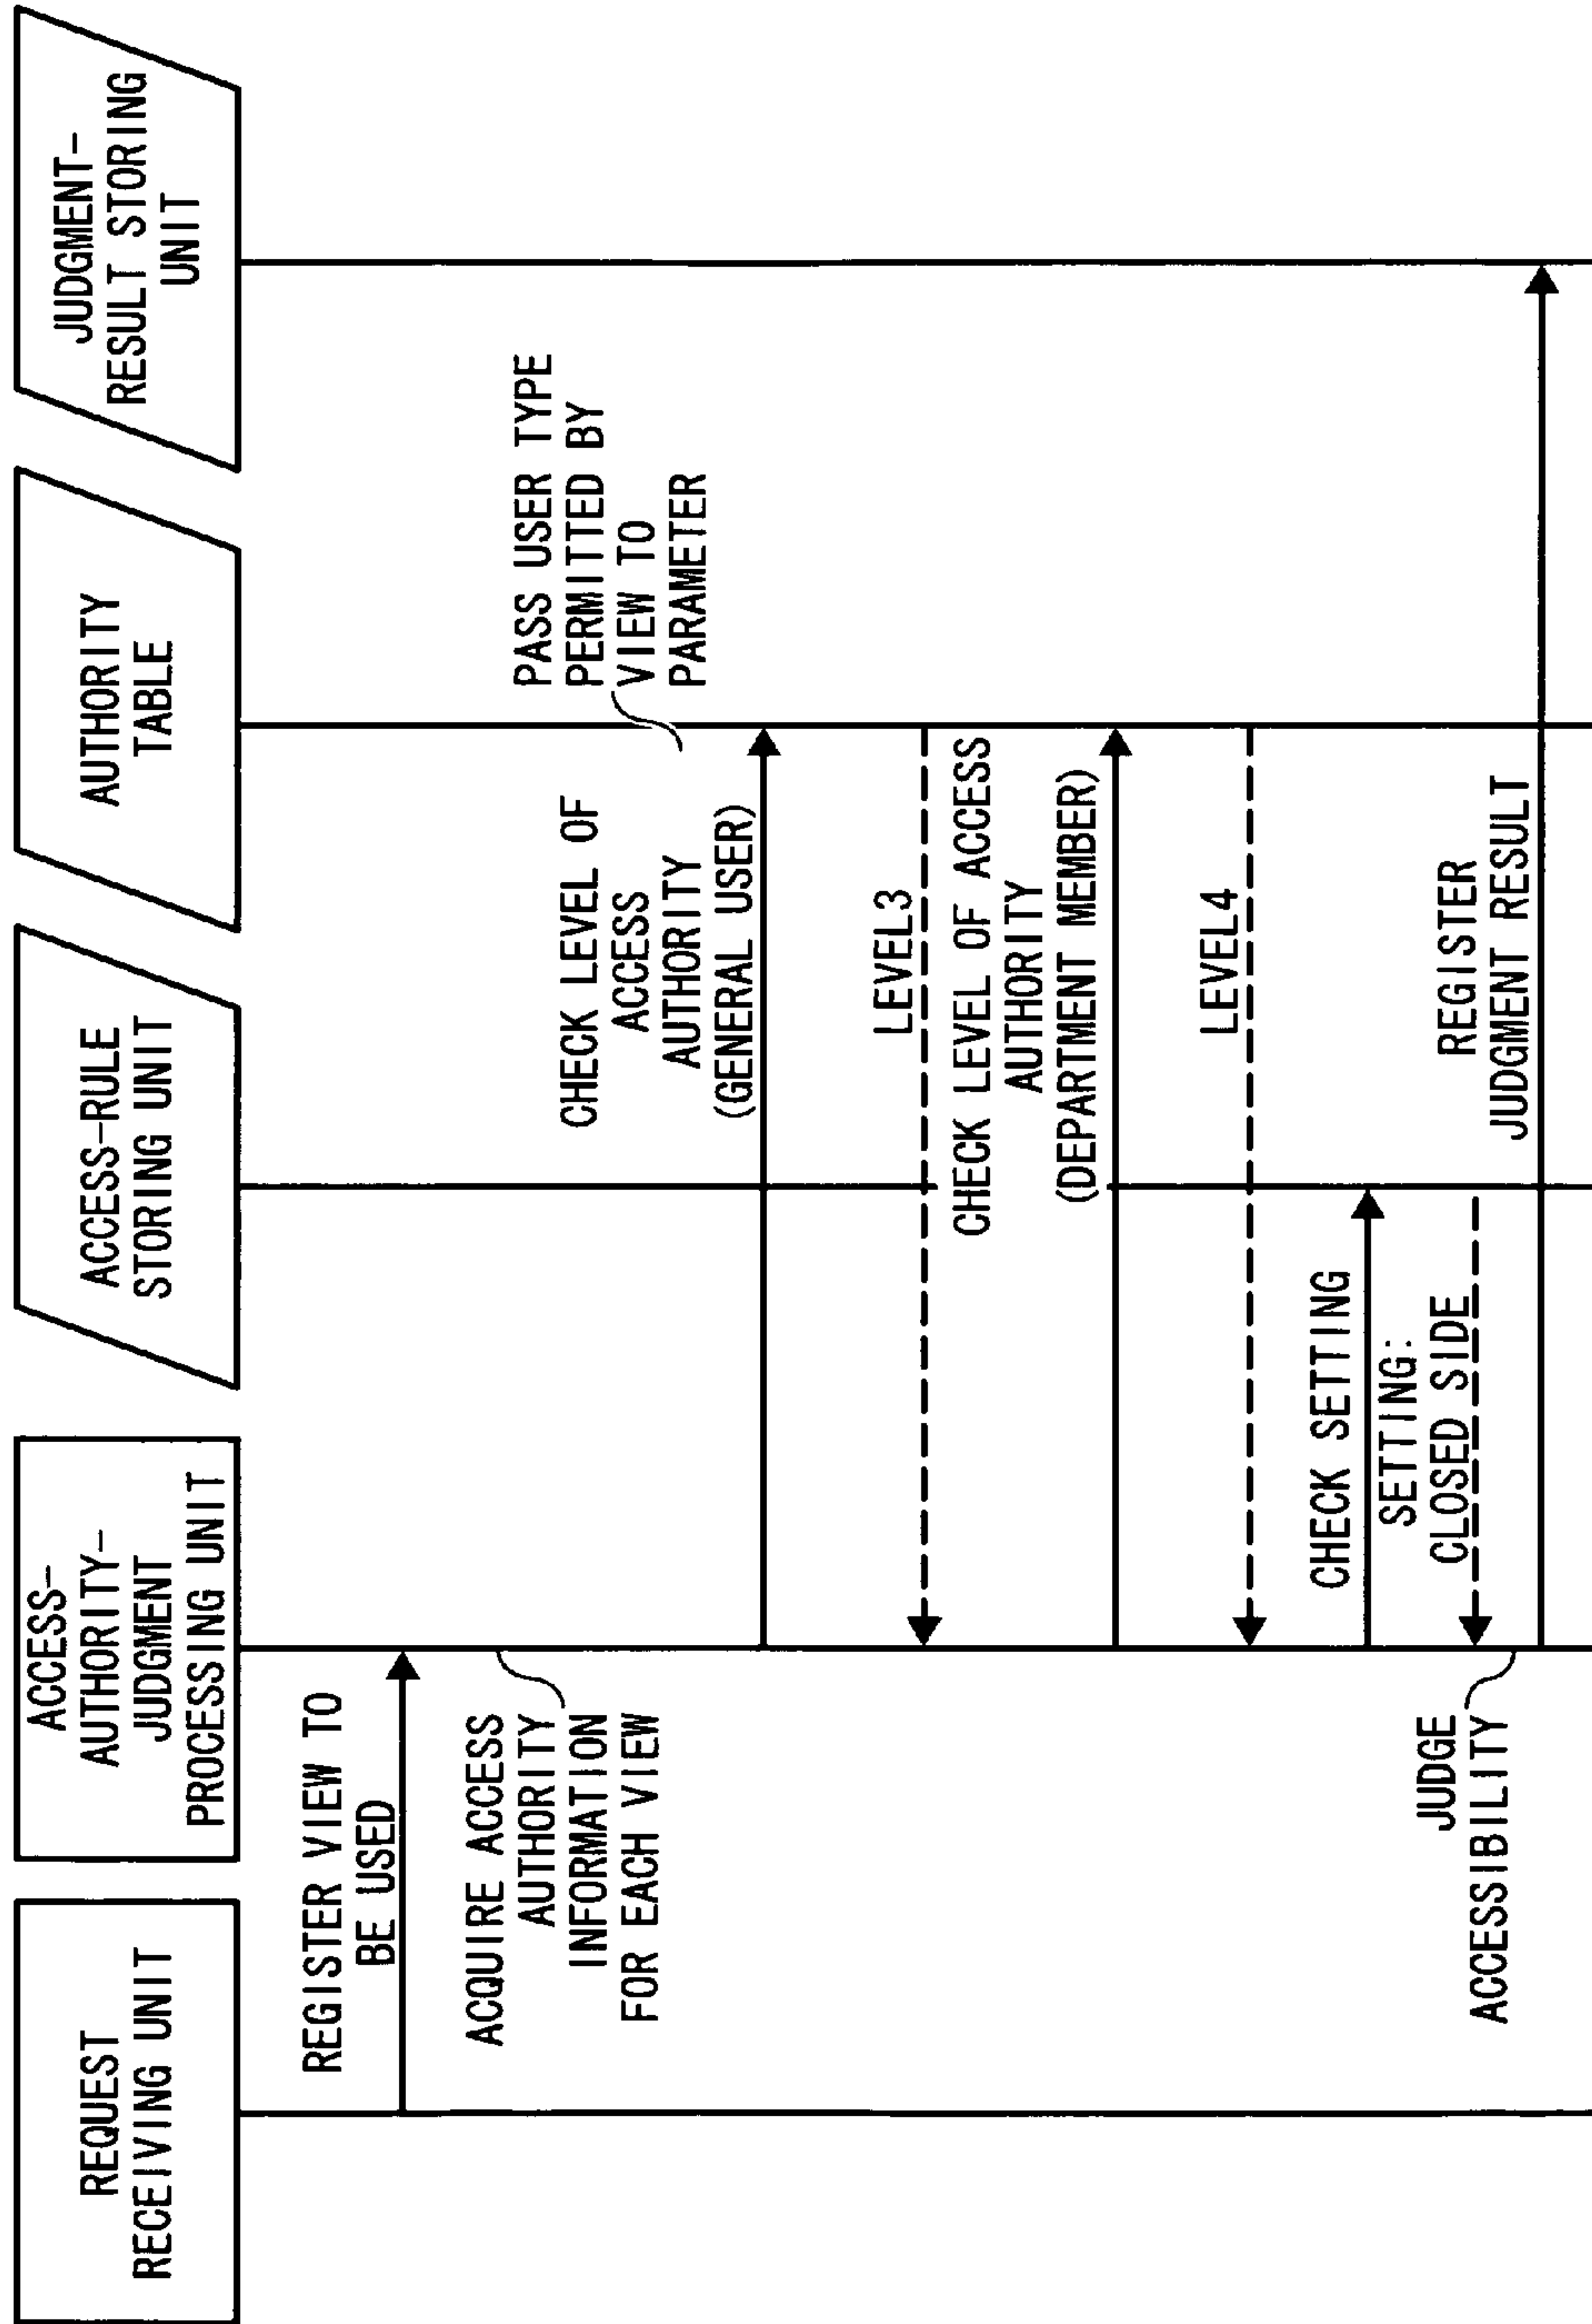 REQUEST
RECEIVING UNIT
ACCESS-
AUTHORITY-
JUDGMENT
PROCESSING UNIT
ACCESS-RULE
STORING UNIT
AUTHORITY
TABLE
JUDGMENT-
RESULT STORING
UNIT
REGISTER VIEW TO
BE USED
ACQUIRE ACCESS
AUTHORITY
INFORMATION
FOR EACH VIEW
PASS USER TYPE
PERMITTED BY
VIEW TO
PARAMETER
CHECK LEVEL OF
ACCESS
AUTHORITY
(GENERAL USER)
LEVEL3
CHECK LEVEL OF ACCESS
AUTHORITY
(DEPARTMENT MEMBER)
LEVEL4
CHECK SETTING
SETTING:
CLOSED SIDE
JUDGE
ACCESSIBILITY
REGISTER
JUDGMENT RESULT